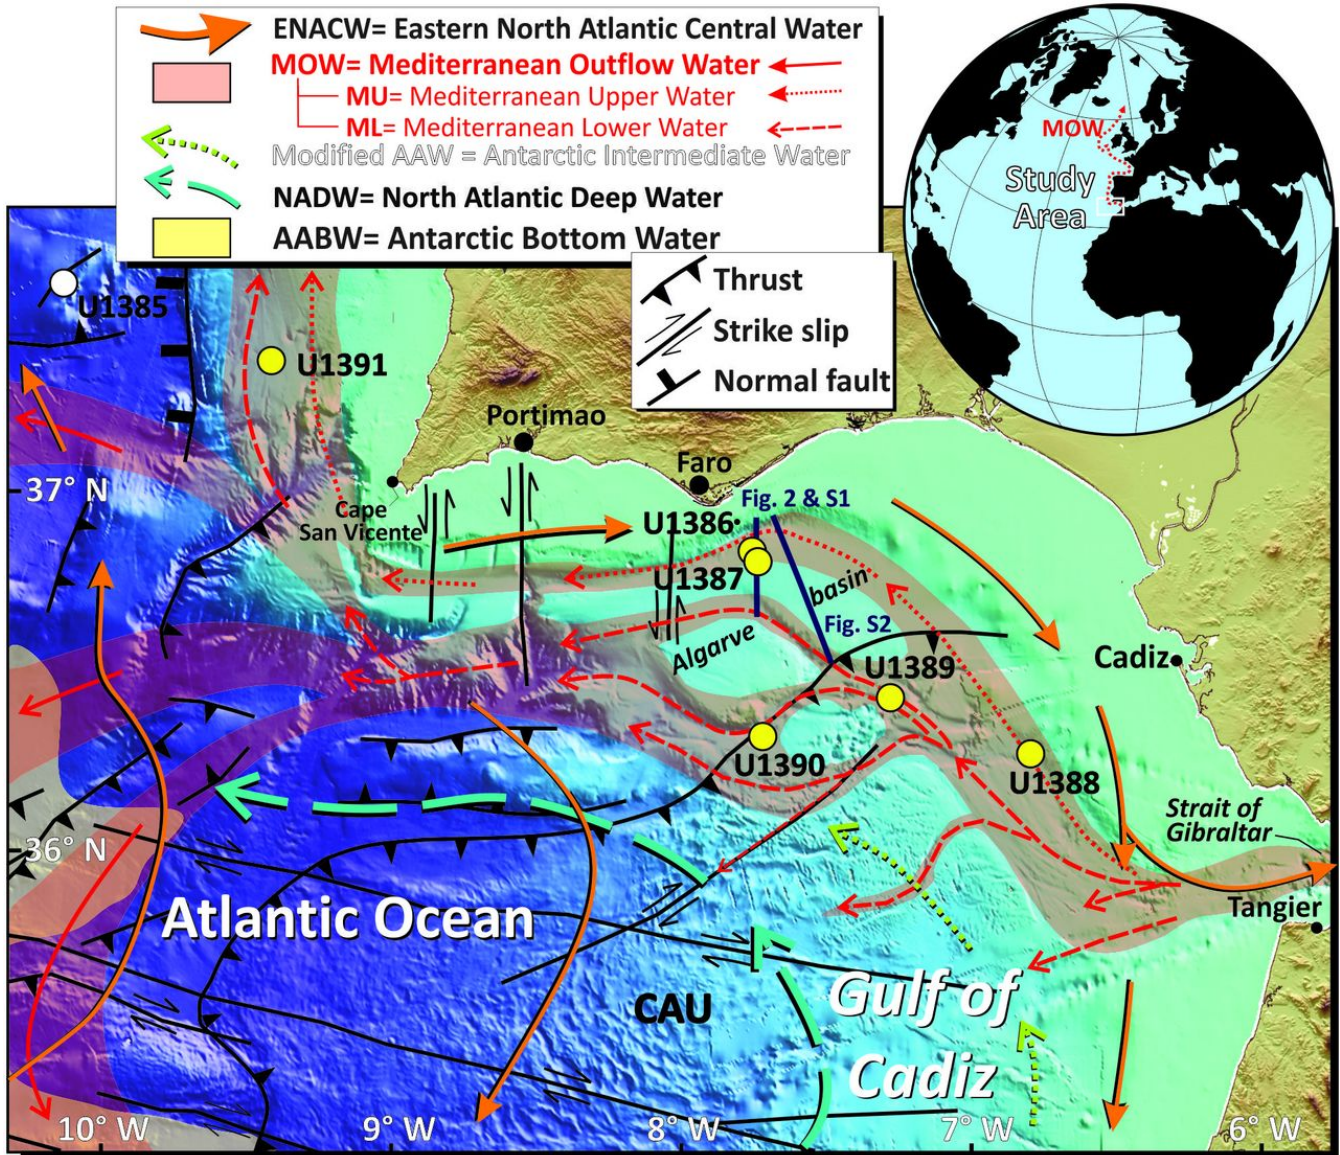 ENACW= Eastern North Atlantic Central Water
MOW= Mediterranean Outflow Water
MU= Mediterranean Upper Water
ML= Mediterranean Lower Water
Modified AAW = Antarctic Intermediate Water
NADW= North Atlantic Deep Water
AABW= Antarctic Bottom Water
MOW
Study
Area
Thrust
Strike slip
Normal fault
U1385
U1391
Portimao
Faro
37° N
Cape
San Vicente
Fig. 2 & S1
U1386
U1387
basin
Fig. S2
Algarve
U1389
Cadiz
U1390
U1388
Strait of
Gibraltar
36° N
Tangier
Atlantic Ocean
CAU
Gulf of
Cadiz
10° W
9° W
8° W
7° W
6° W